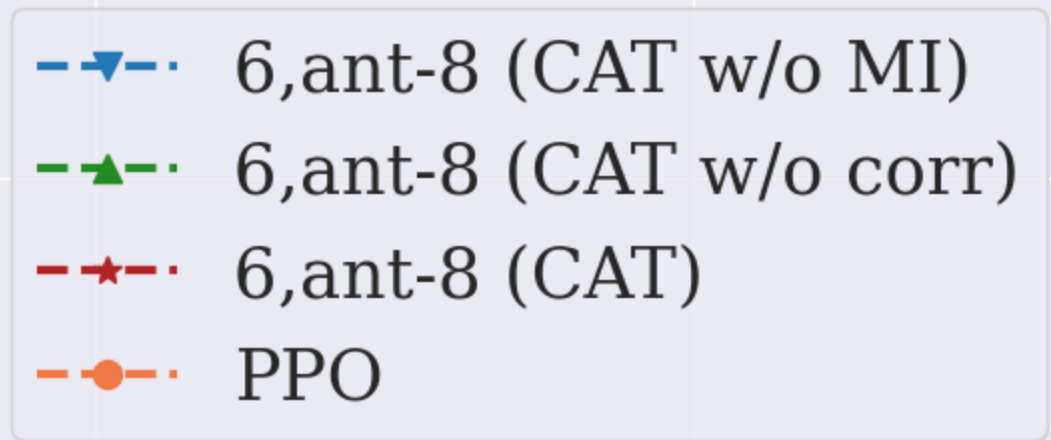 6,ant-8 (CAT w/o MI)
6,ant-8 (CAT w/o corr)
6,ant-8 (CAT)
PPO